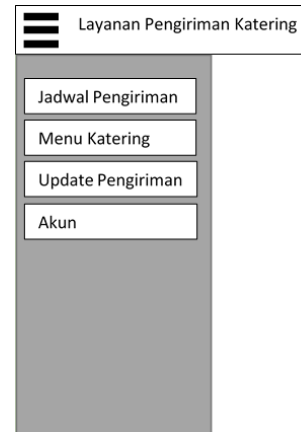 Layanan Pengiriman Katering
Jadwal Pengiriman
Menu Katering
Update Pengiriman
Akun